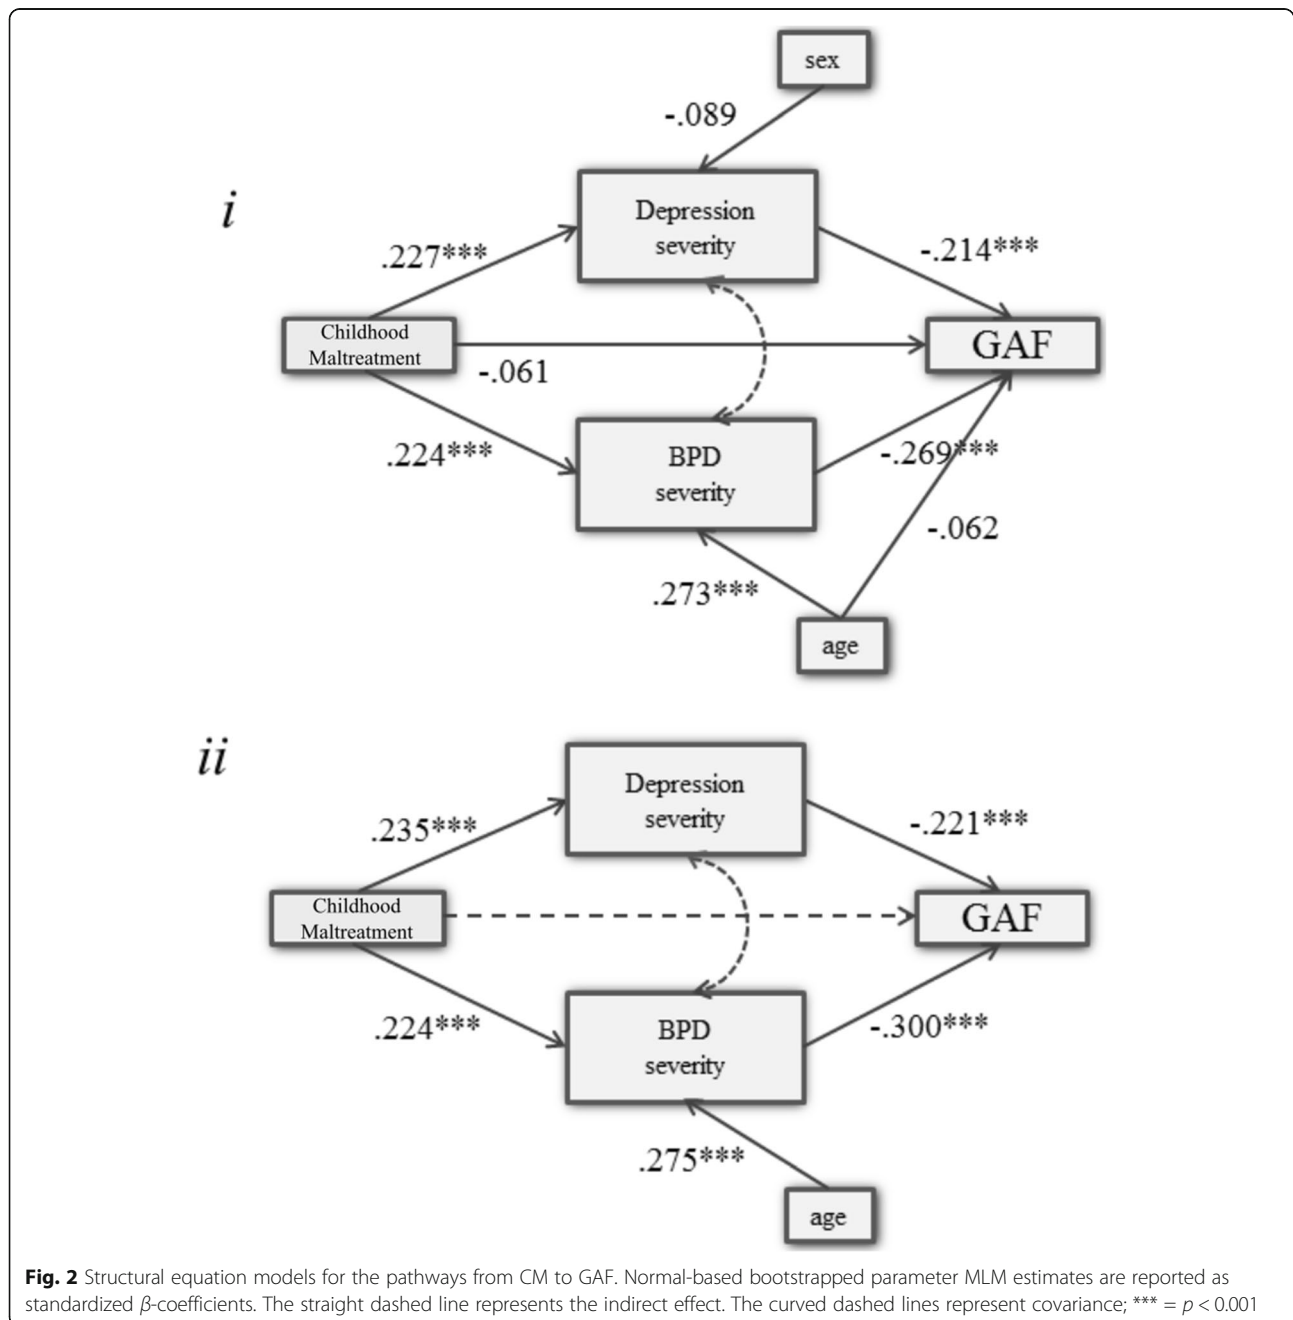 sex
-.089
i
Depression
severity
.227***
-.214***
Childhood
Maltreatment
GAF
-.061
.224***
BPD
severity
-.269***
-.062
.273***
age
ii
Depression
severity
.235***
-.221***
Childhood
Maltreatment
GAF
.224***
BPD
severity
-.300***
.275***
age
Fig. 2 Structural equation models for the pathways from CM to GAF. Normal-based bootstrapped parameter MLM estimates are reported as
standardized β-coefficients. The straight dashed line represents the indirect effect. The curved dashed lines represent covariance; *** = p < 0.001